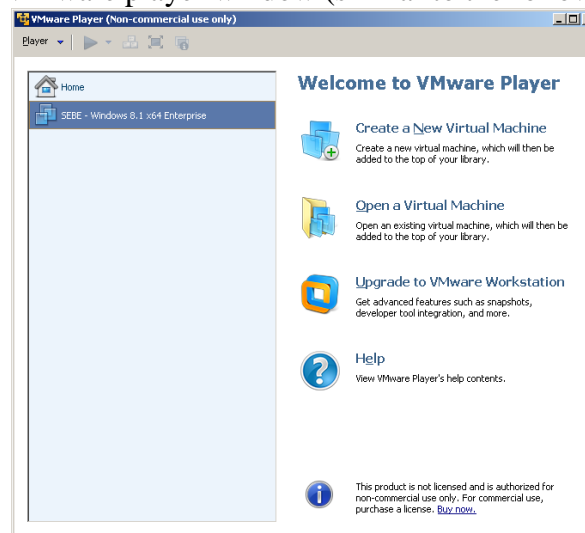 VMware Player (Non-commercial use only)
Player
Home
SEBE - Windows 8.1 x64 Enterprise
Welcome to VMware Player
Create a New Virtual Machine
Create a new virtual machine, which will then be
added to the top of your library.
Open a Virtual Machine
Open an existing virtual machine, which will then be
added to the top of your library.
Upgrade to VMware Workstation
Get advanced features such as snapshots,
developer tool integration, and more.
Help
View VMware Player's help contents.
This product is not licensed and is authorized for
non-commercial use only. For commercial use,
purchase a license. Buy now.